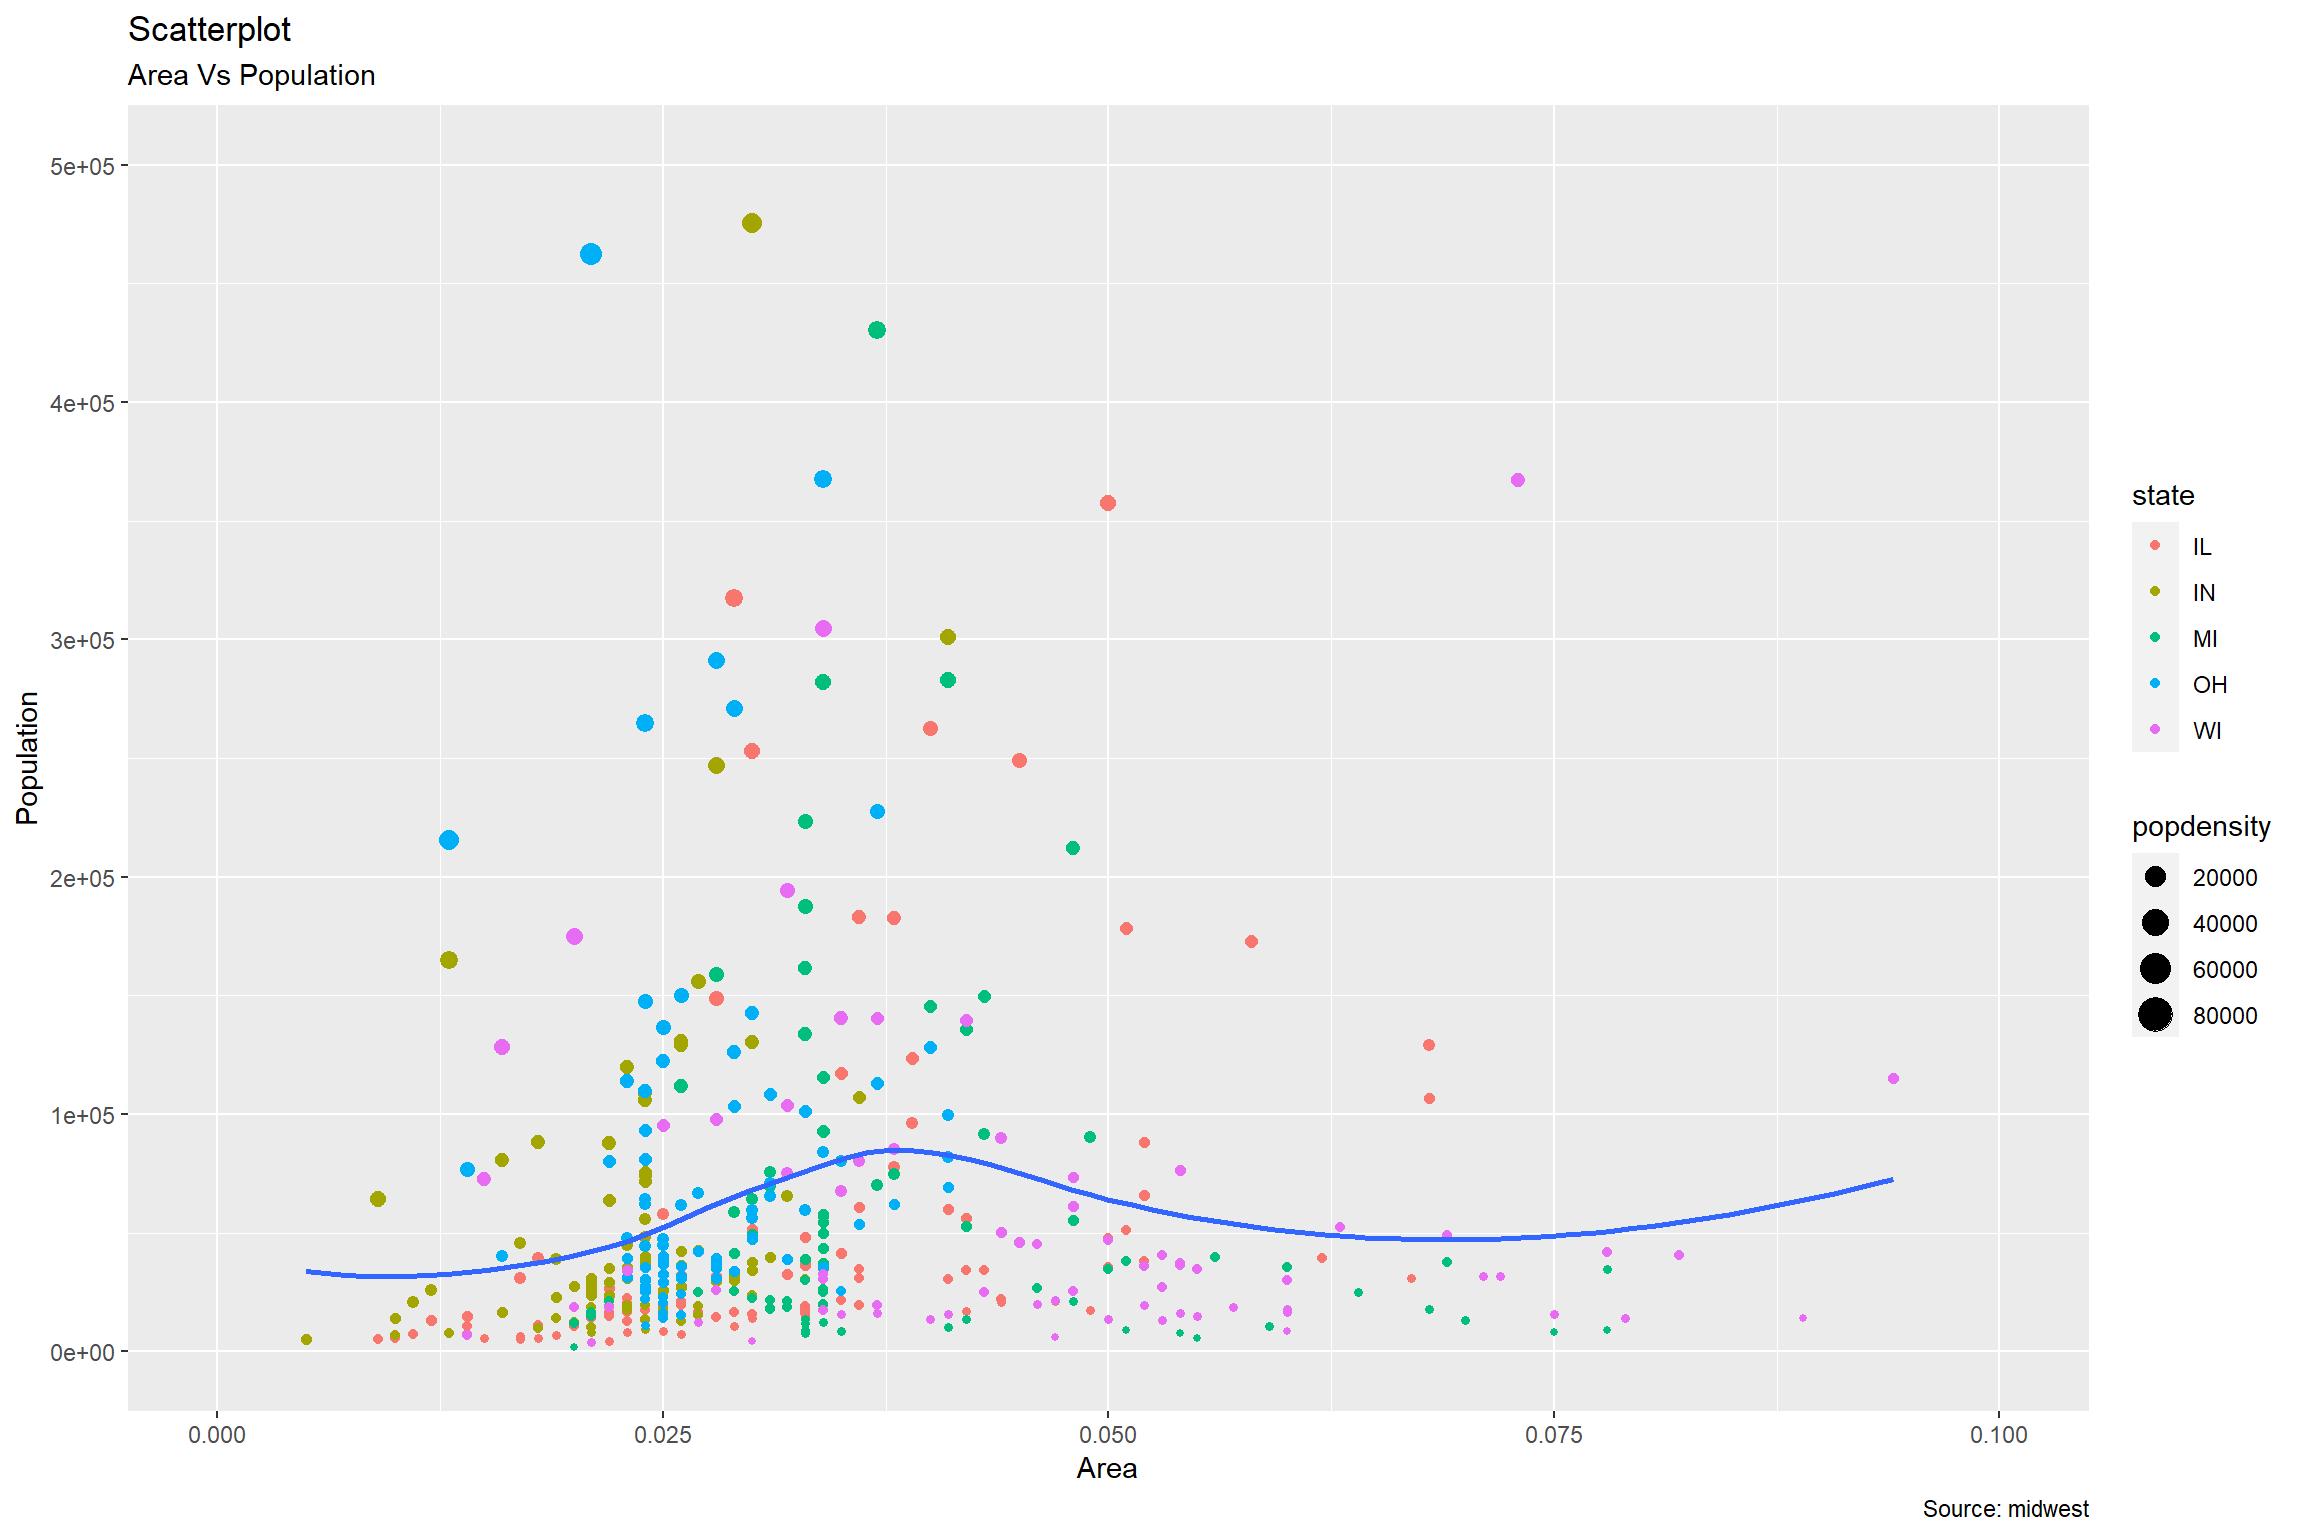 Scatterplot
Area Vs Population
5e+05
4e+05
3e+05
2e+05
1e+05
0e+00
Population
0.000
0.025
0.050
0.075
0.100
Area
state
IL
IN
MI
OH
WI
popdensity
20000
40000
60000
80000
Source: midwest